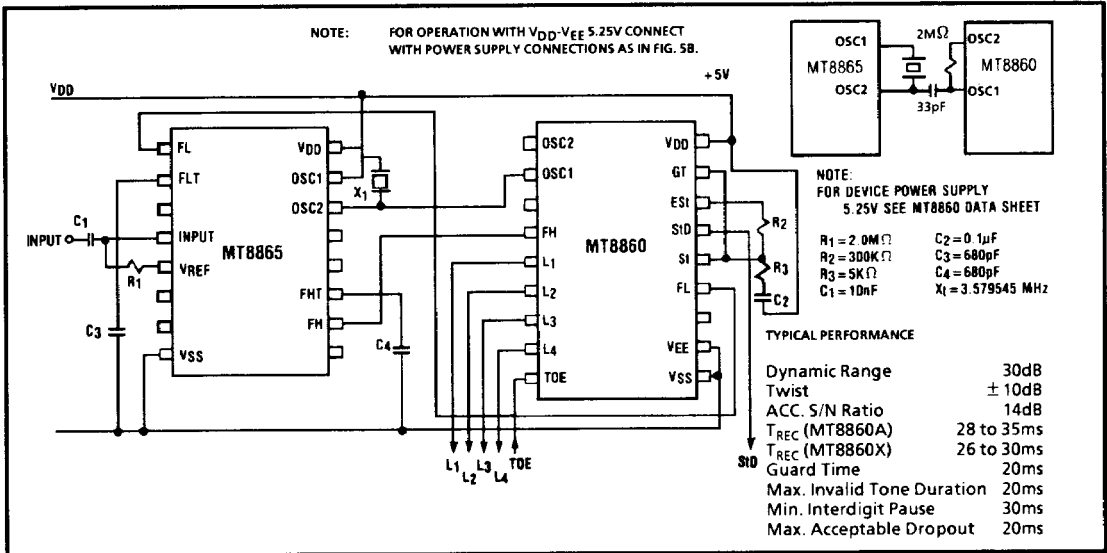 NOTE: FOR OPERATION WITH VDD-VEE 5.25V CONNECT
WITH POWER SUPPLY CONNECTIONS AS IN FIG. 5B.
VDD
+5V
FL
FLT
INPUT
VREF
VSS
MT8865
VDD
OSC1
OSC2
FHT
FH
C1
INPUT
R1
C3
X1
C4
OSC2
OSC1
FH
L1
L2
L3
L4
TOE
MT8860
VDD
GT
ESt
StD
St
FL
VEE
VSS
R2
R3
C2
L1
L2
L3
L4
TOE
StD
OSC1
MT8865
OSC2
2MΩ
33pF
OSC2
MT8860
OSC1
NOTE:
FOR DEVICE POWER SUPPLY
5.25V SEE MT8860 DATA SHEET
R1=2.0MΩ C2=0.1µF
R2=300KΩ C3=680pF
R3=5KΩ C4=680pF
C1=10nF Xt=3.579545 MHz
TYPICAL PERFORMANCE
Dynamic Range 30dB
Twist ± 10dB
ACC. S/N Ratio 14dB
TREC (MT8860A) 28 to 35ms
TREC (MT8860X) 26 to 30ms
Guard Time 20ms
Max. Invalid Tone Duration 20ms
Min. Interdigit Pause 30ms
Max. Acceptable Dropout 20ms